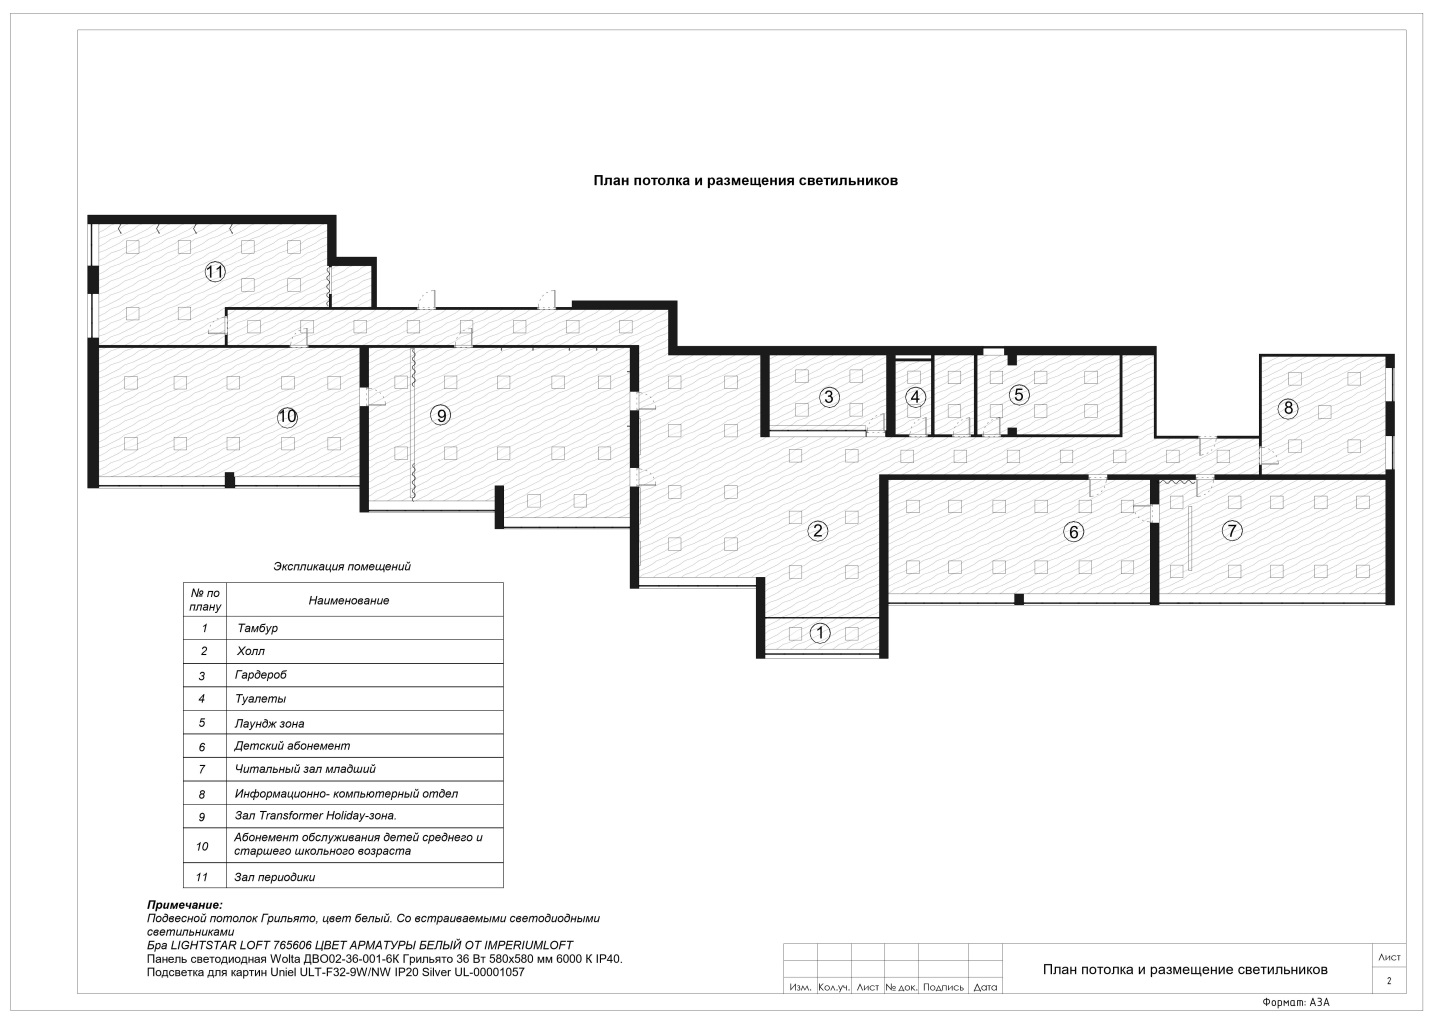 План потолка и размещения светильников
11
10
9
3
4
5
8
2
6
7
1
Экспликация помещений
№ по плану Наименование
1 Тамбур
2 Холл
3 Гардероб
4 Туалеты
5 Лаундж зона
6 Детский абонемент
7 Читальный зал младший
8 Информационно- компьютерный отдел
9 Зал Transformer Holiday-зона.
10 Абонемент обслуживания детей среднего и
старшего школьного возраста
11 Зал периодики
Примечание:
Подвесной потолок Грильято, цвет белый. Со встраиваемыми светодиодными
светильниками
Бра LIGHTSTAR LOFT 765606 ЦВЕТ АРМАТУРЫ БЕЛЫЙ ОТ IMPERIUMLOFT
Панель светодиодная Wolta ДВО02-36-001-6К Грильято 36 Вт 580х580 мм 6000 К IP40.
Подсветка для картин Uniel ULT-F32-9W/NW IP20 Silver UL-00001057
Изм. Кол.уч. Лист № док. Подпись Дата
План потолка и размещение светильников
Лист
2
Формат: А3А